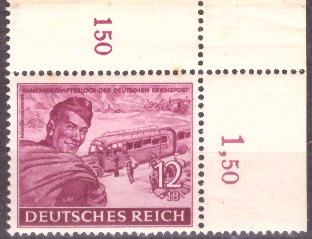 150
KAMERADSCHAFTSBLOCK DER DEUTSCHEN REICHSPOST
1,50
12
+18
DEUTSCHES REICH